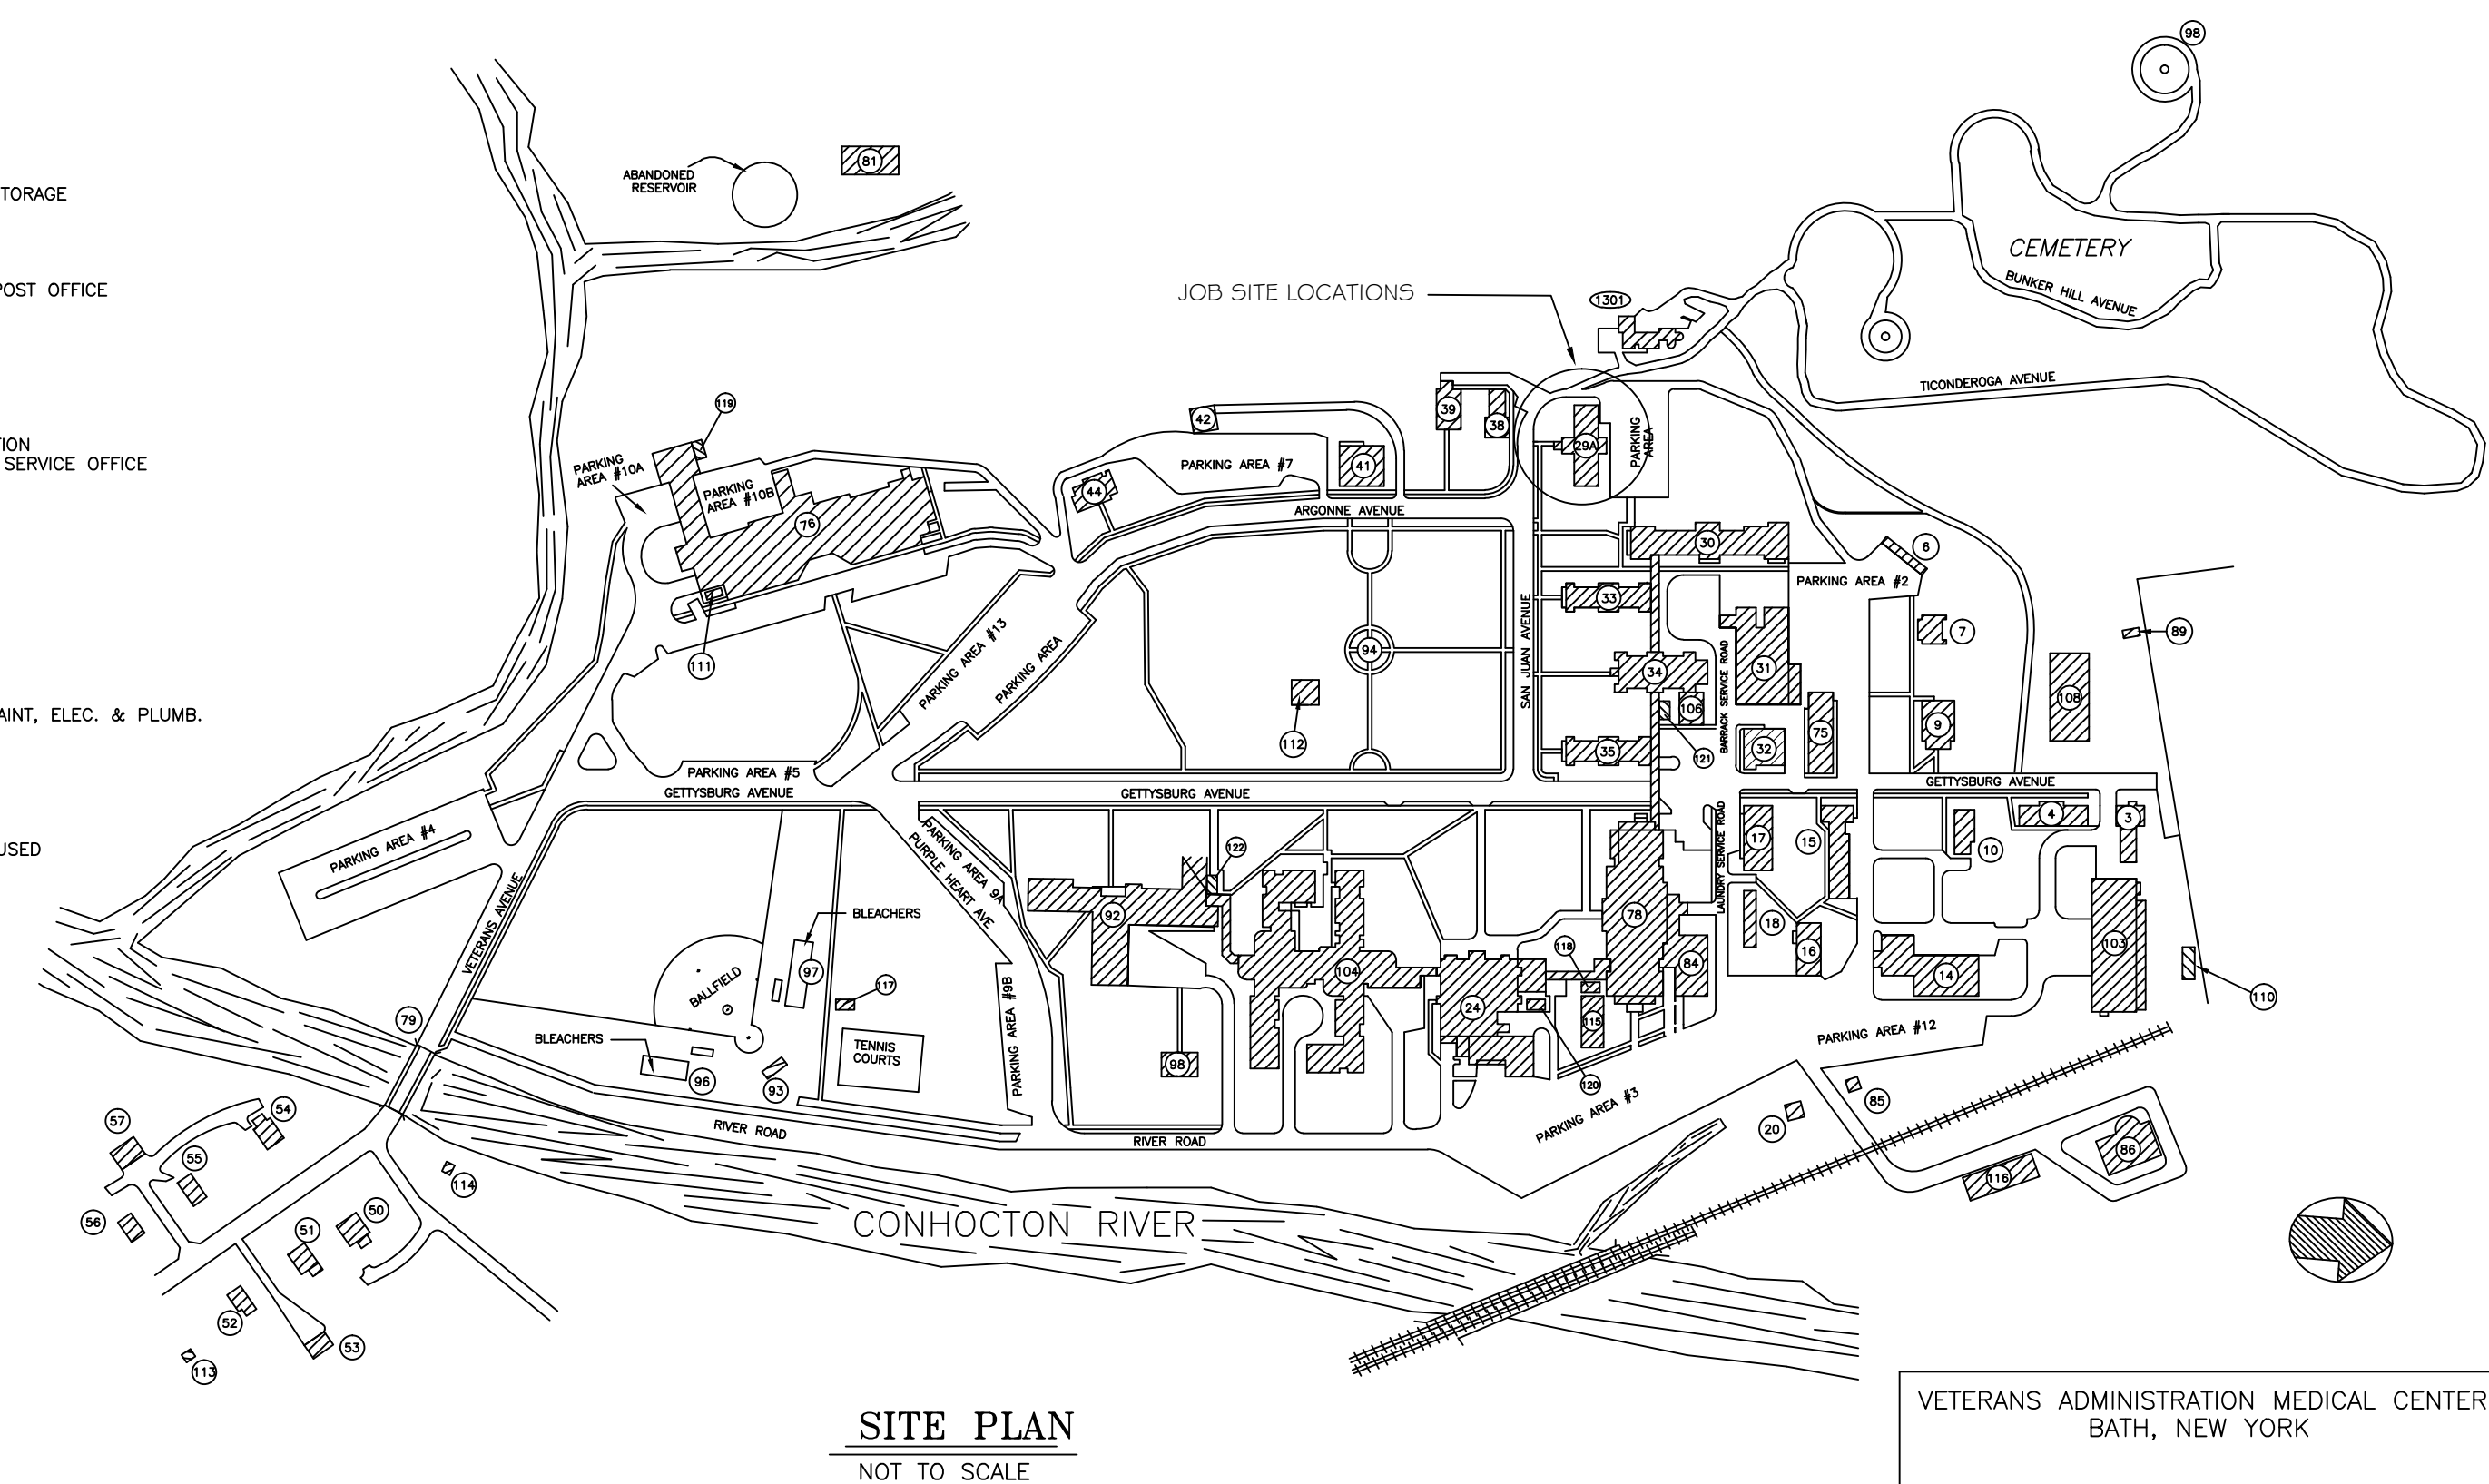 98
81
ABANDONED
RESERVOIR
TORAGE
CEMETERY
BUNKER HILL AVENUE
POST OFFICE
JOB SITE LOCATIONS
1301
TICONDEROGA AVENUE
119
42
39
38
29A
PARKING
AREA
TION
SERVICE OFFICE
PARKING
AREA #10A
PARKING
AREA #10B
76
44
PARKING AREA #7
41
ARGONNE AVENUE
30
6
PARKING AREA #2
33
SAN JUAN AVENUE
7
89
111
PARKING AREA #13
PARKING AREA
94
34
BARRACK SERVICE ROAD
31
108
106
112
35
121
32
75
9
AINT, ELEC. & PLUMB.
PARKING AREA #5
GETTYSBURG AVENUE
GETTYSBURG AVENUE
GETTYSBURG AVENUE
USED
PARKING AREA #4
VETERANS AVENUE
PARKING AREA 9A
PURPLE HEART AVE
122
17
15
10
4
3
LAUNDRY SERVICE ROAD
BLEACHERS
92
78
18
16
103
118
84
14
110
BALLFIELD
97
117
104
24
115
79
BLEACHERS
TENNIS
COURTS
PARKING AREA #9B
PARKING AREA #12
96
93
98
120
PARKING AREA #3
85
20
57
54
RIVER ROAD
RIVER ROAD
86
55
114
116
56
51
50
CONHOCTON RIVER
52
53
113
SITE PLAN
NOT TO SCALE
VETERANS ADMINISTRATION MEDICAL CENTER
BATH, NEW YORK